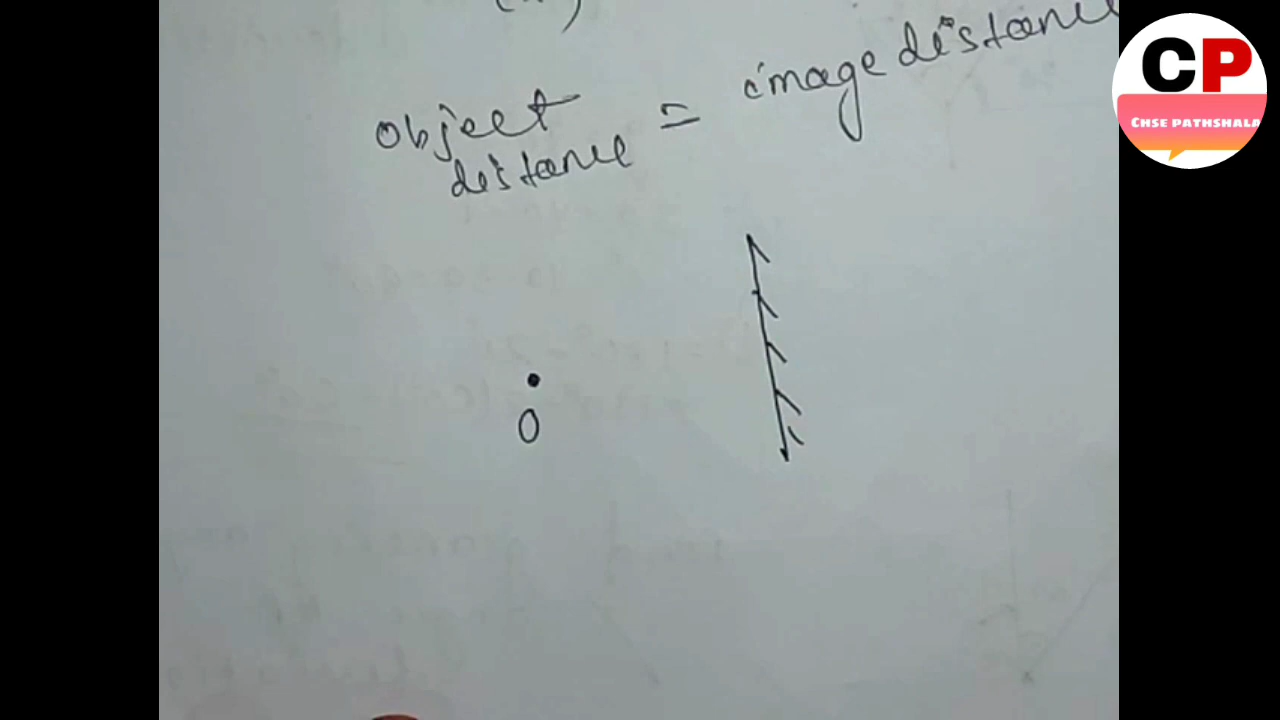 object = image distance
distance
O
CP
CHSE PATHSHALA